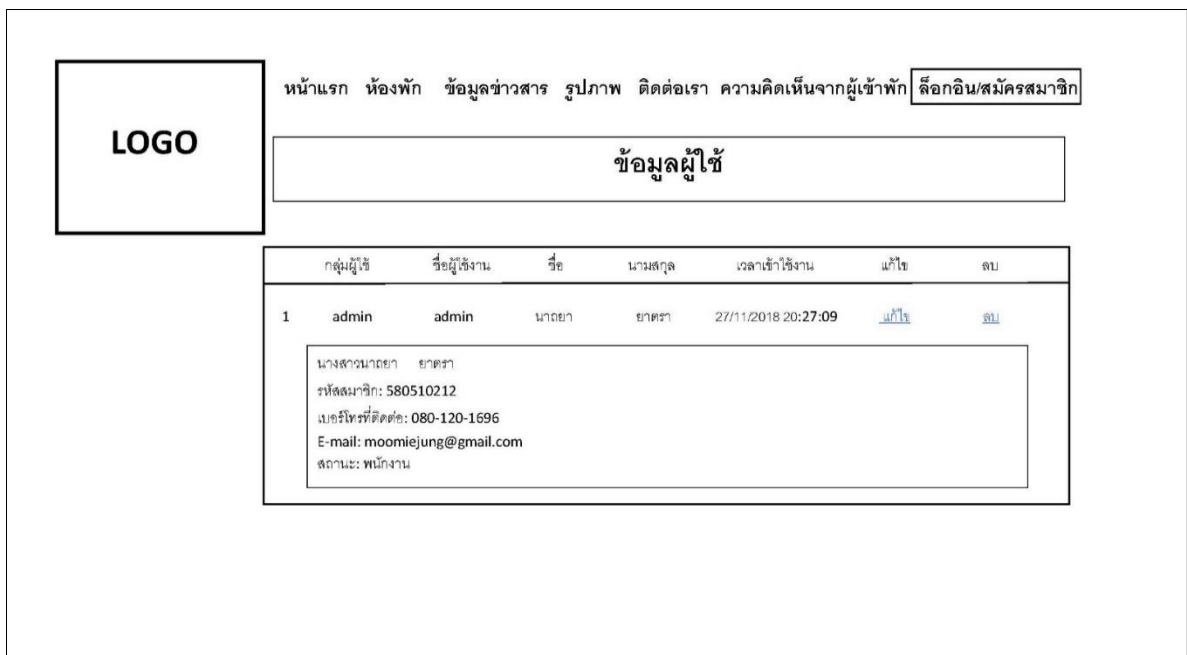 หน้าแรก ห้องพัก ข้อมูลข่าวสาร รูปภาพ ติดต่อเรา ความคิดเห็นจากผู้เข้าพัก ล็อกอิน/สมัครสมาชิก
LOGO
ข้อมูลผู้ใช้
กลุ่มผู้ใช้ ชื่อผู้ใช้งาน ชื่อ นามสกุล เวลาเข้าใช้งาน แก้ไข ลบ
1 admin admin นาถยา ยาตรา 27/11/2018 20:27:09 แก้ไข ลบ
นางสาวนาถยา ยาตรา
รหัสสมาชิก: 580510212
เบอร์โทรที่ติดต่อ: 080-120-1696
E-mail: moomiejung@gmail.com
สถานะ: พนักงาน